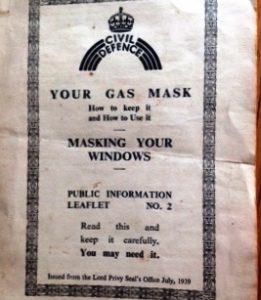 CIVIL
DEFENCE
YOUR GAS MASK
How to keep it
and How to Use it
MASKING YOUR
WINDOWS
PUBLIC INFORMATION
LEAFLET NO. 2
Read this and
keep it carefully.
You may need it.
Issued from the Lord Privy Seal's Office July, 1939